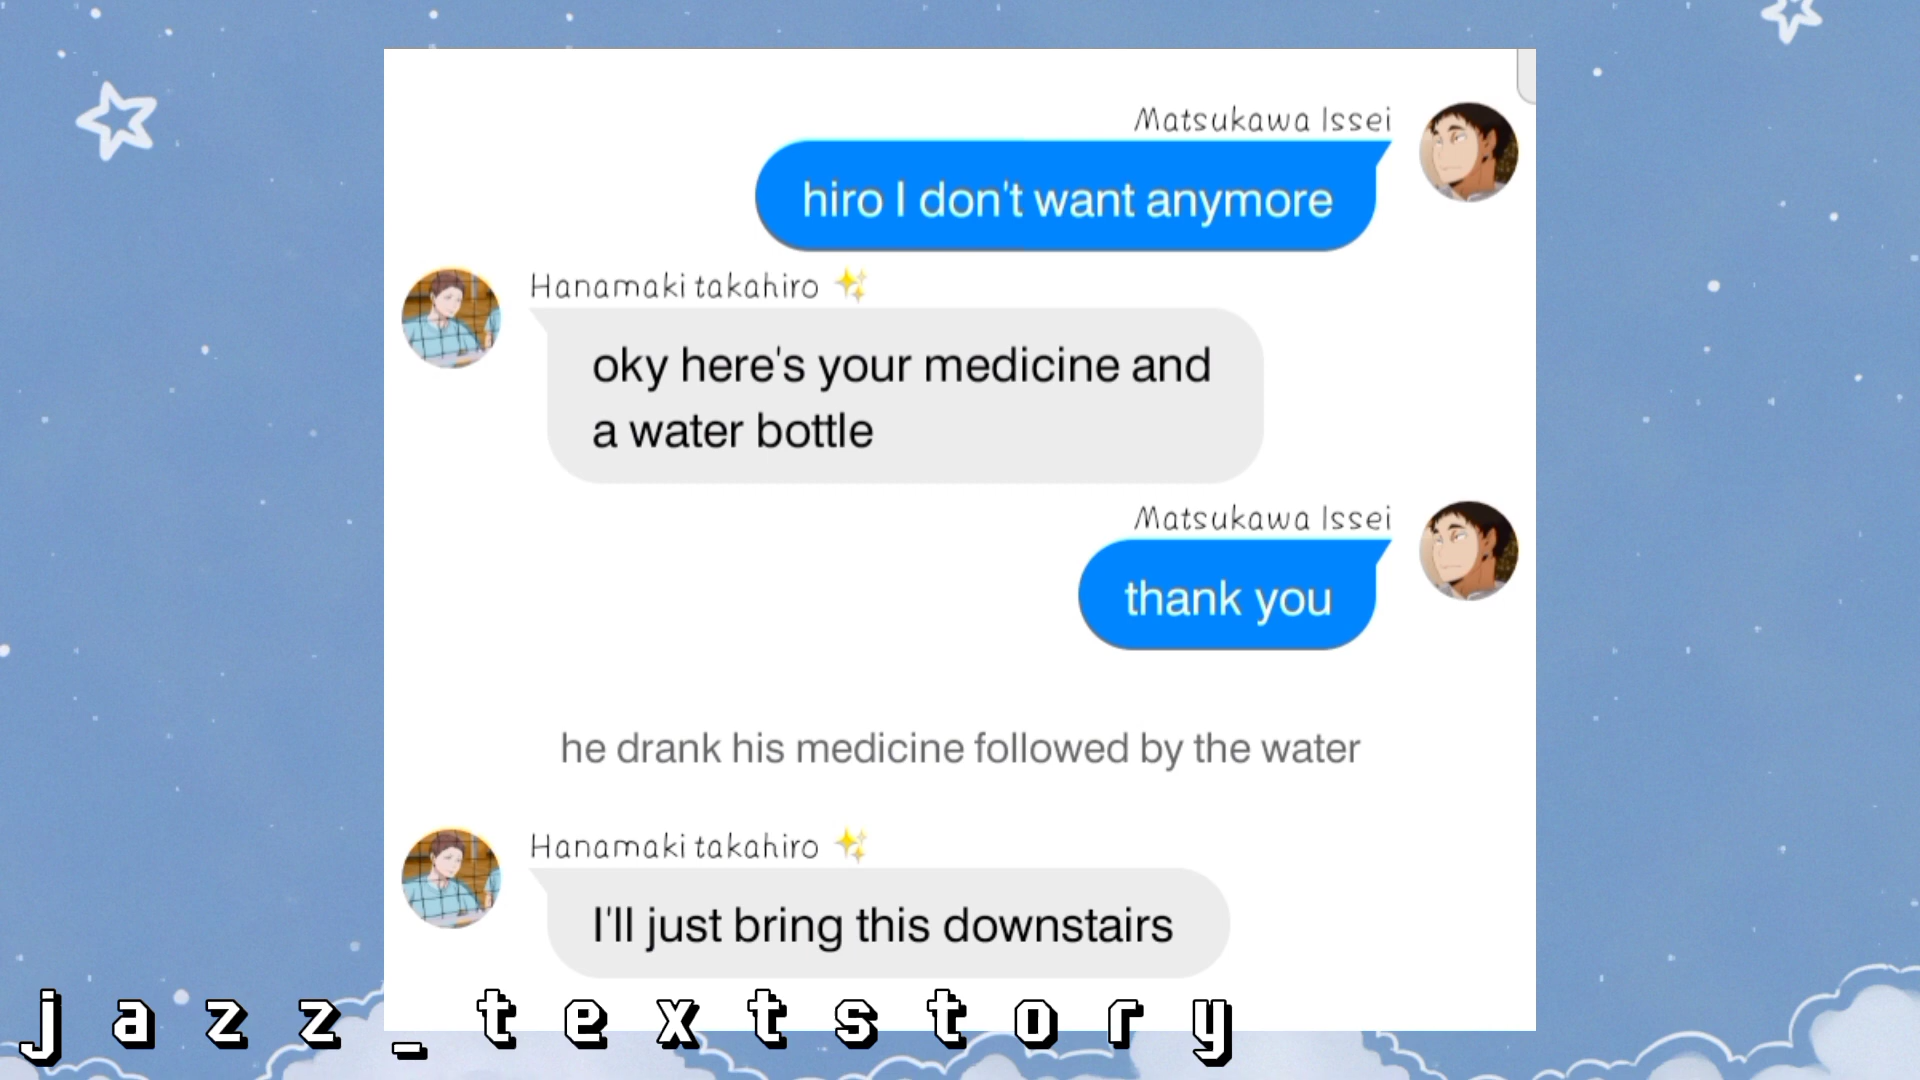 Matsukawa Issei
hiro I don't want anymore
Hanamaki takahiro ✨
oky here's your medicine and
a water bottle
Matsukawa Issei
thank you
he drank his medicine followed by the water
Hanamaki takahiro ✨
I'll just bring this downstairs
jazz_textstory